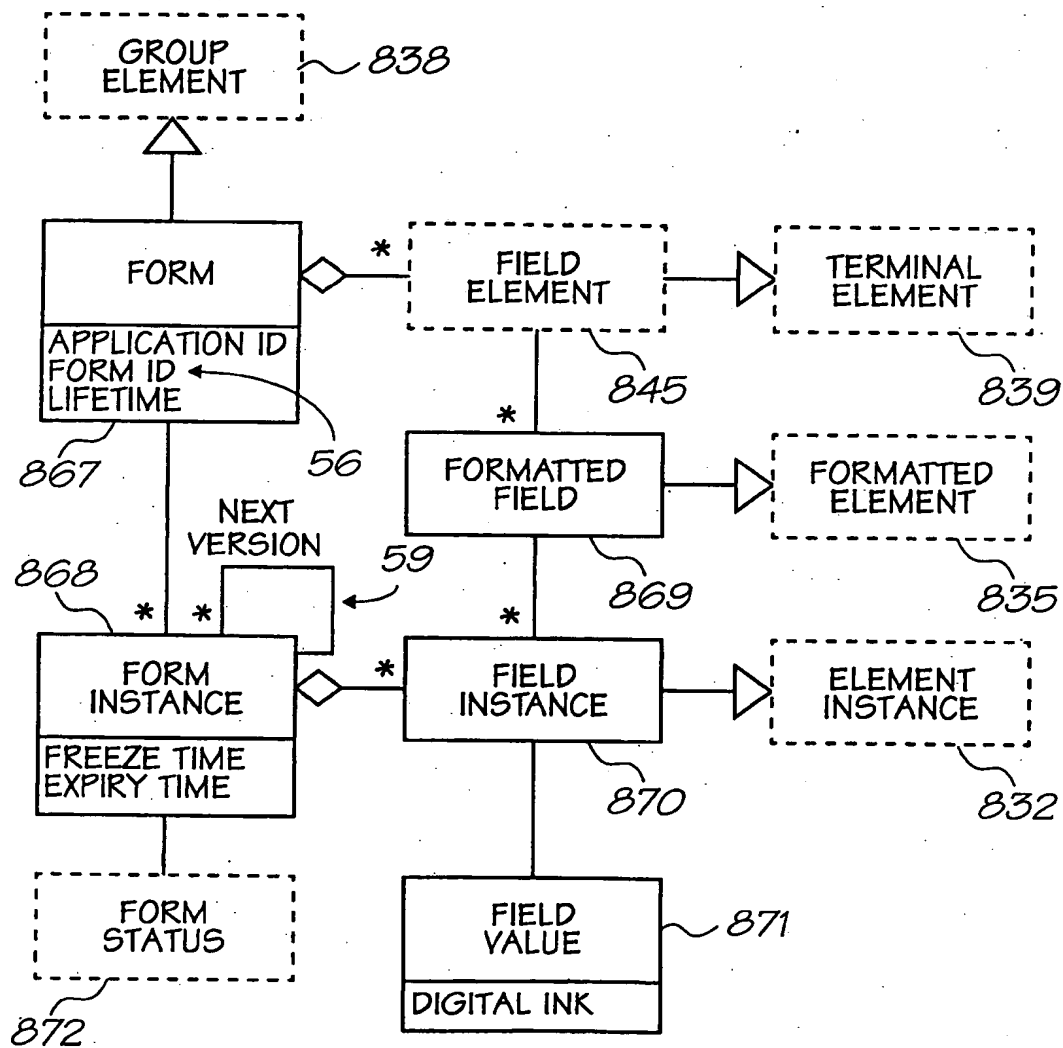 GROUP
ELEMENT
838
FORM
*
FIELD
ELEMENT
TERMINAL
ELEMENT
APPLICATION ID
FORM ID
LIFETIME
845
839
867
56
*
FORMATTED
FIELD
FORMATTED
ELEMENT
NEXT
VERSION
868
59
869
835
*
*
*
FORM
INSTANCE
*
FIELD
INSTANCE
ELEMENT
INSTANCE
FREEZE TIME
EXPIRY TIME
870
832
FORM
STATUS
FIELD
VALUE
871
DIGITAL INK
872